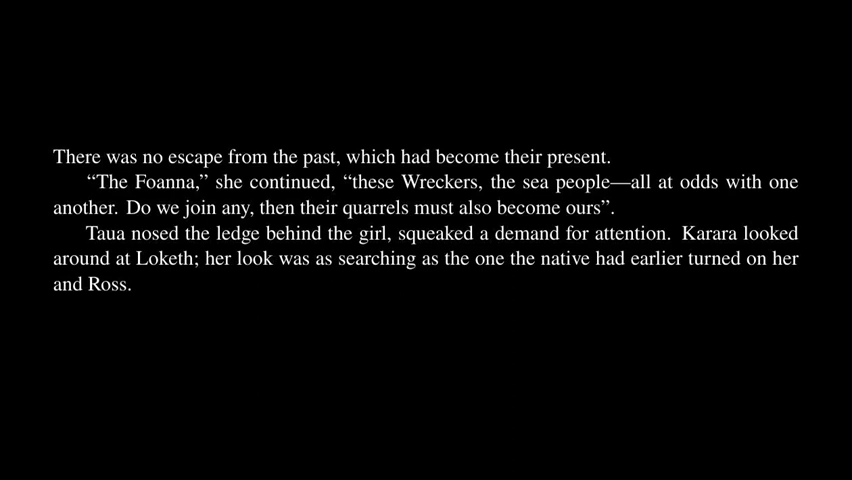 There was no escape from the past, which had become their present.
“The Foanna,” she continued, “these Wreckers, the sea people—all at odds with one
another. Do we join any, then their quarrels must also become ours”.
Taua nosed the ledge behind the girl, squeaked a demand for attention. Karara looked
around at Loketh; her look was as searching as the one the native had earlier turned on her
and Ross.